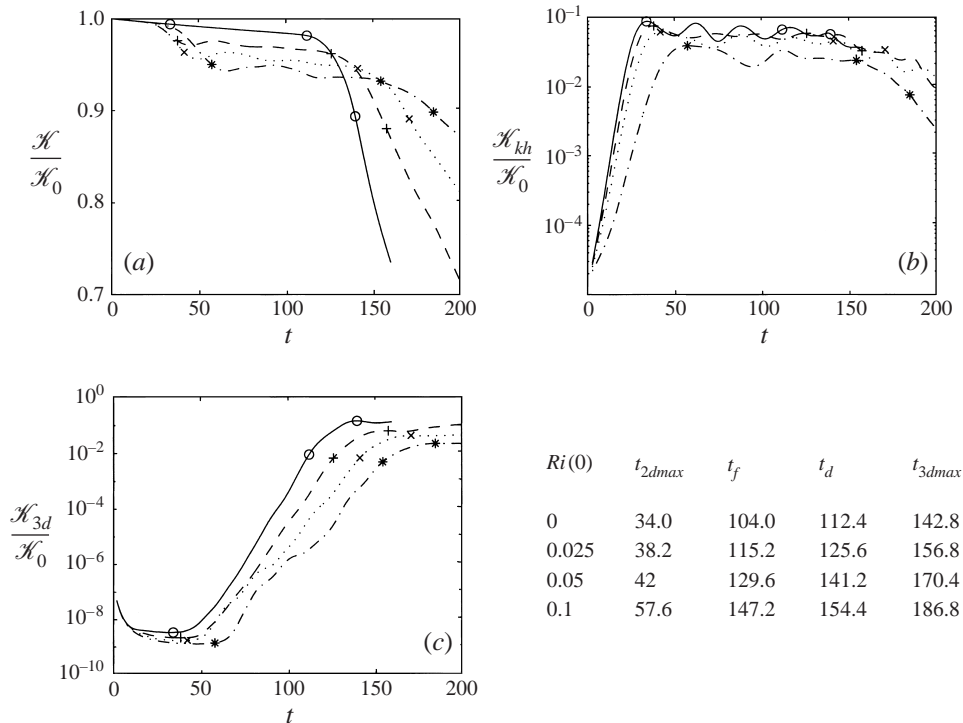 1.0
0.9
0.8
0.7
𝒦
𝒦0
(a)
0 50 100 150 200
t
10−1
10−2
10−3
10−4
𝒦kh
𝒦0
(b)
0 50 100 150 200
t
100
10−2
10−4
10−6
10−8
10−10
𝒦3d
𝒦0
(c)
0 50 100 150 200
t
Ri(0) t2dmax tf td t3dmax
0 34.0 104.0 112.4 142.8
0.025 38.2 115.2 125.6 156.8
0.05 42 129.6 141.2 170.4
0.1 57.6 147.2 154.4 186.8